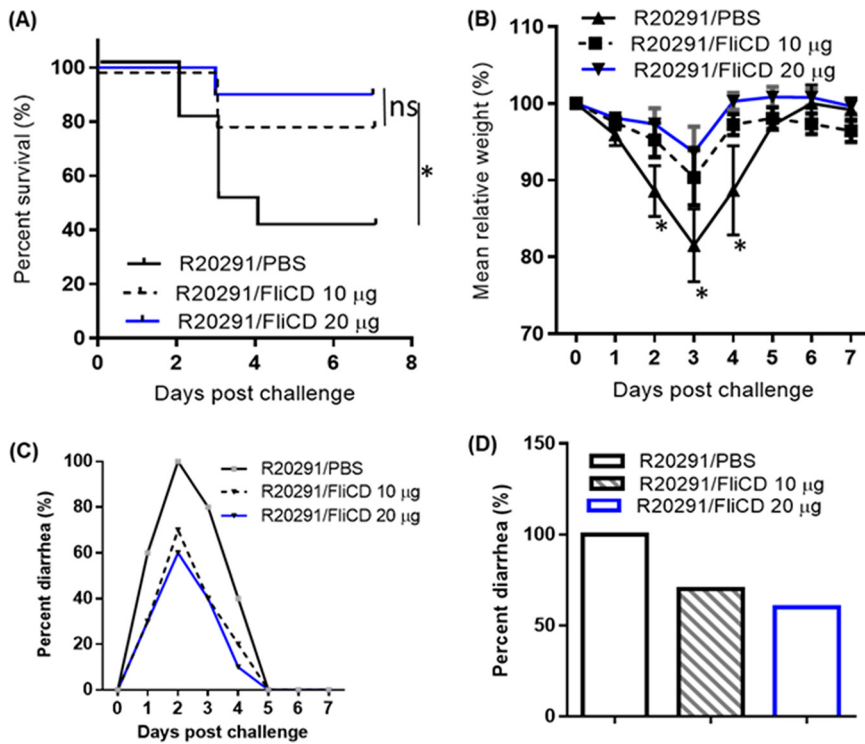 (A)
Percent survival (%)
100
80
60
40
20
0
ns
*
R20291/PBS
R20291/FliCD 10 μg
R20291/FliCD 20 μg
0 2 4 6 8
Days post challenge
(B)
Mean relative weight (%)
110
100
90
80
70
R20291/PBS
R20291/FliCD 10 μg
R20291/FliCD 20 μg
*
*
*
0 1 2 3 4 5 6 7
Days post challenge
(C)
Percent diarrhea (%)
100
80
60
40
20
0
R20291/PBS
R20291/FliCD 10 μg
R20291/FliCD 20 μg
0 1 2 3 4 5 6 7
Days post challenge
(D)
Percent diarrhea (%)
150
100
50
0
R20291/PBS
R20291/FliCD 10 μg
R20291/FliCD 20 μg